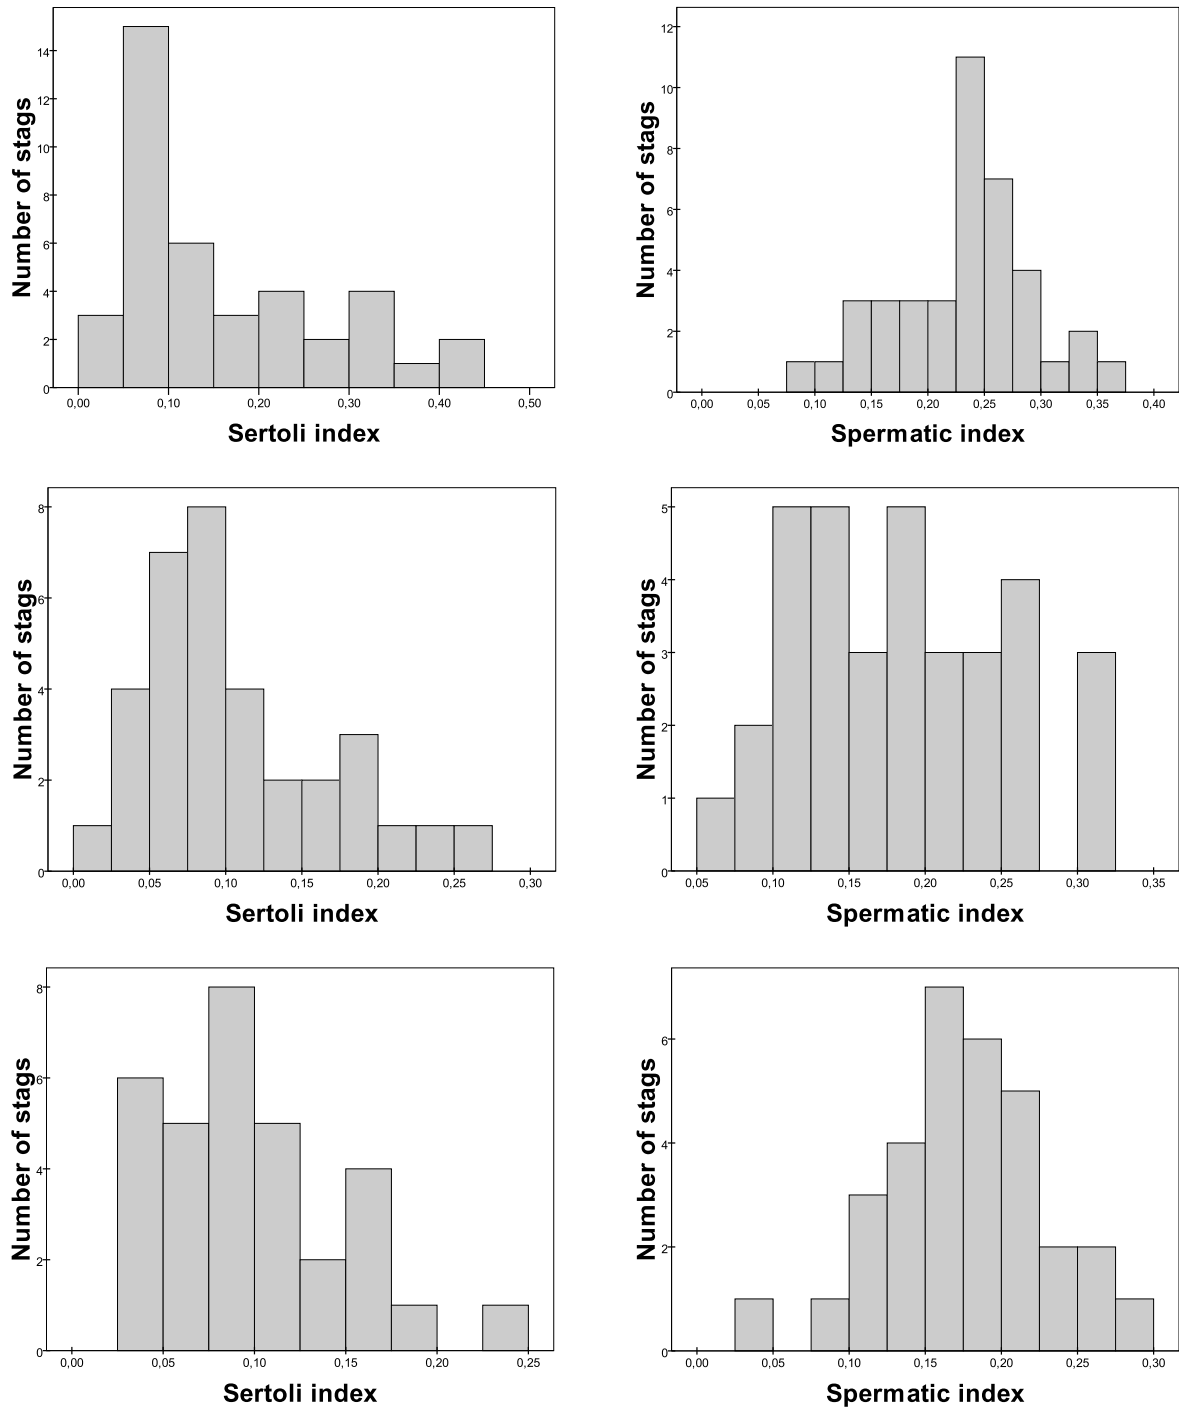 Number of stags
14
12
10
8
6
4
2
0
0,00 0,10 0,20 0,30 0,40 0,50
Sertoli index
Number of stags
12
10
8
6
4
2
0
0,00 0,05 0,10 0,15 0,20 0,25 0,30 0,35 0,40
Spermatic index
Number of stags
8
6
4
2
0
0,00 0,05 0,10 0,15 0,20 0,25 0,30
Sertoli index
Number of stags
5
4
3
2
1
0
0,05 0,10 0,15 0,20 0,25 0,30 0,35
Spermatic index
Number of stags
8
6
4
2
0
0,00 0,05 0,10 0,15 0,20 0,25
Sertoli index
Number of stags
6
4
2
0
0,00 0,05 0,10 0,15 0,20 0,25 0,30
Spermatic index